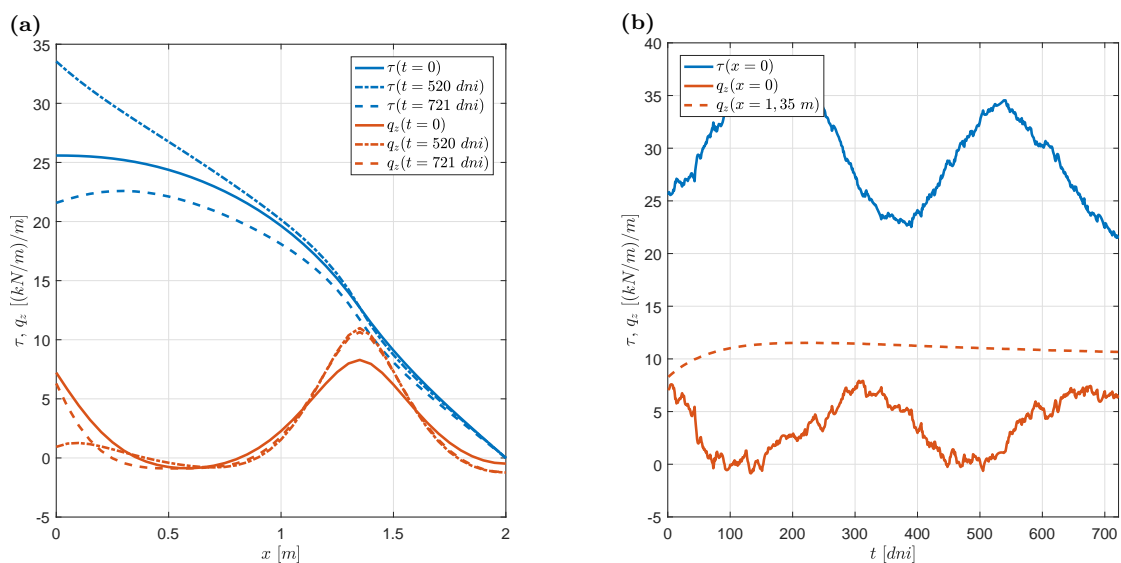 (a)
35
30
25
20
15
10
5
0
-5
τ, q_z [(kN/m)/m]
0
0.5
1
1.5
2
x [m]
τ(t = 0)
τ(t = 520 dni)
τ(t = 721 dni)
q_z(t = 0)
q_z(t = 520 dni)
q_z(t = 721 dni)
(b)
40
35
30
25
20
15
10
5
0
-5
τ, q_z [(kN/m)/m]
0
100
200
300
400
500
600
700
t [dni]
τ(x = 0)
q_z(x = 0)
q_z(x = 1, 35 m)